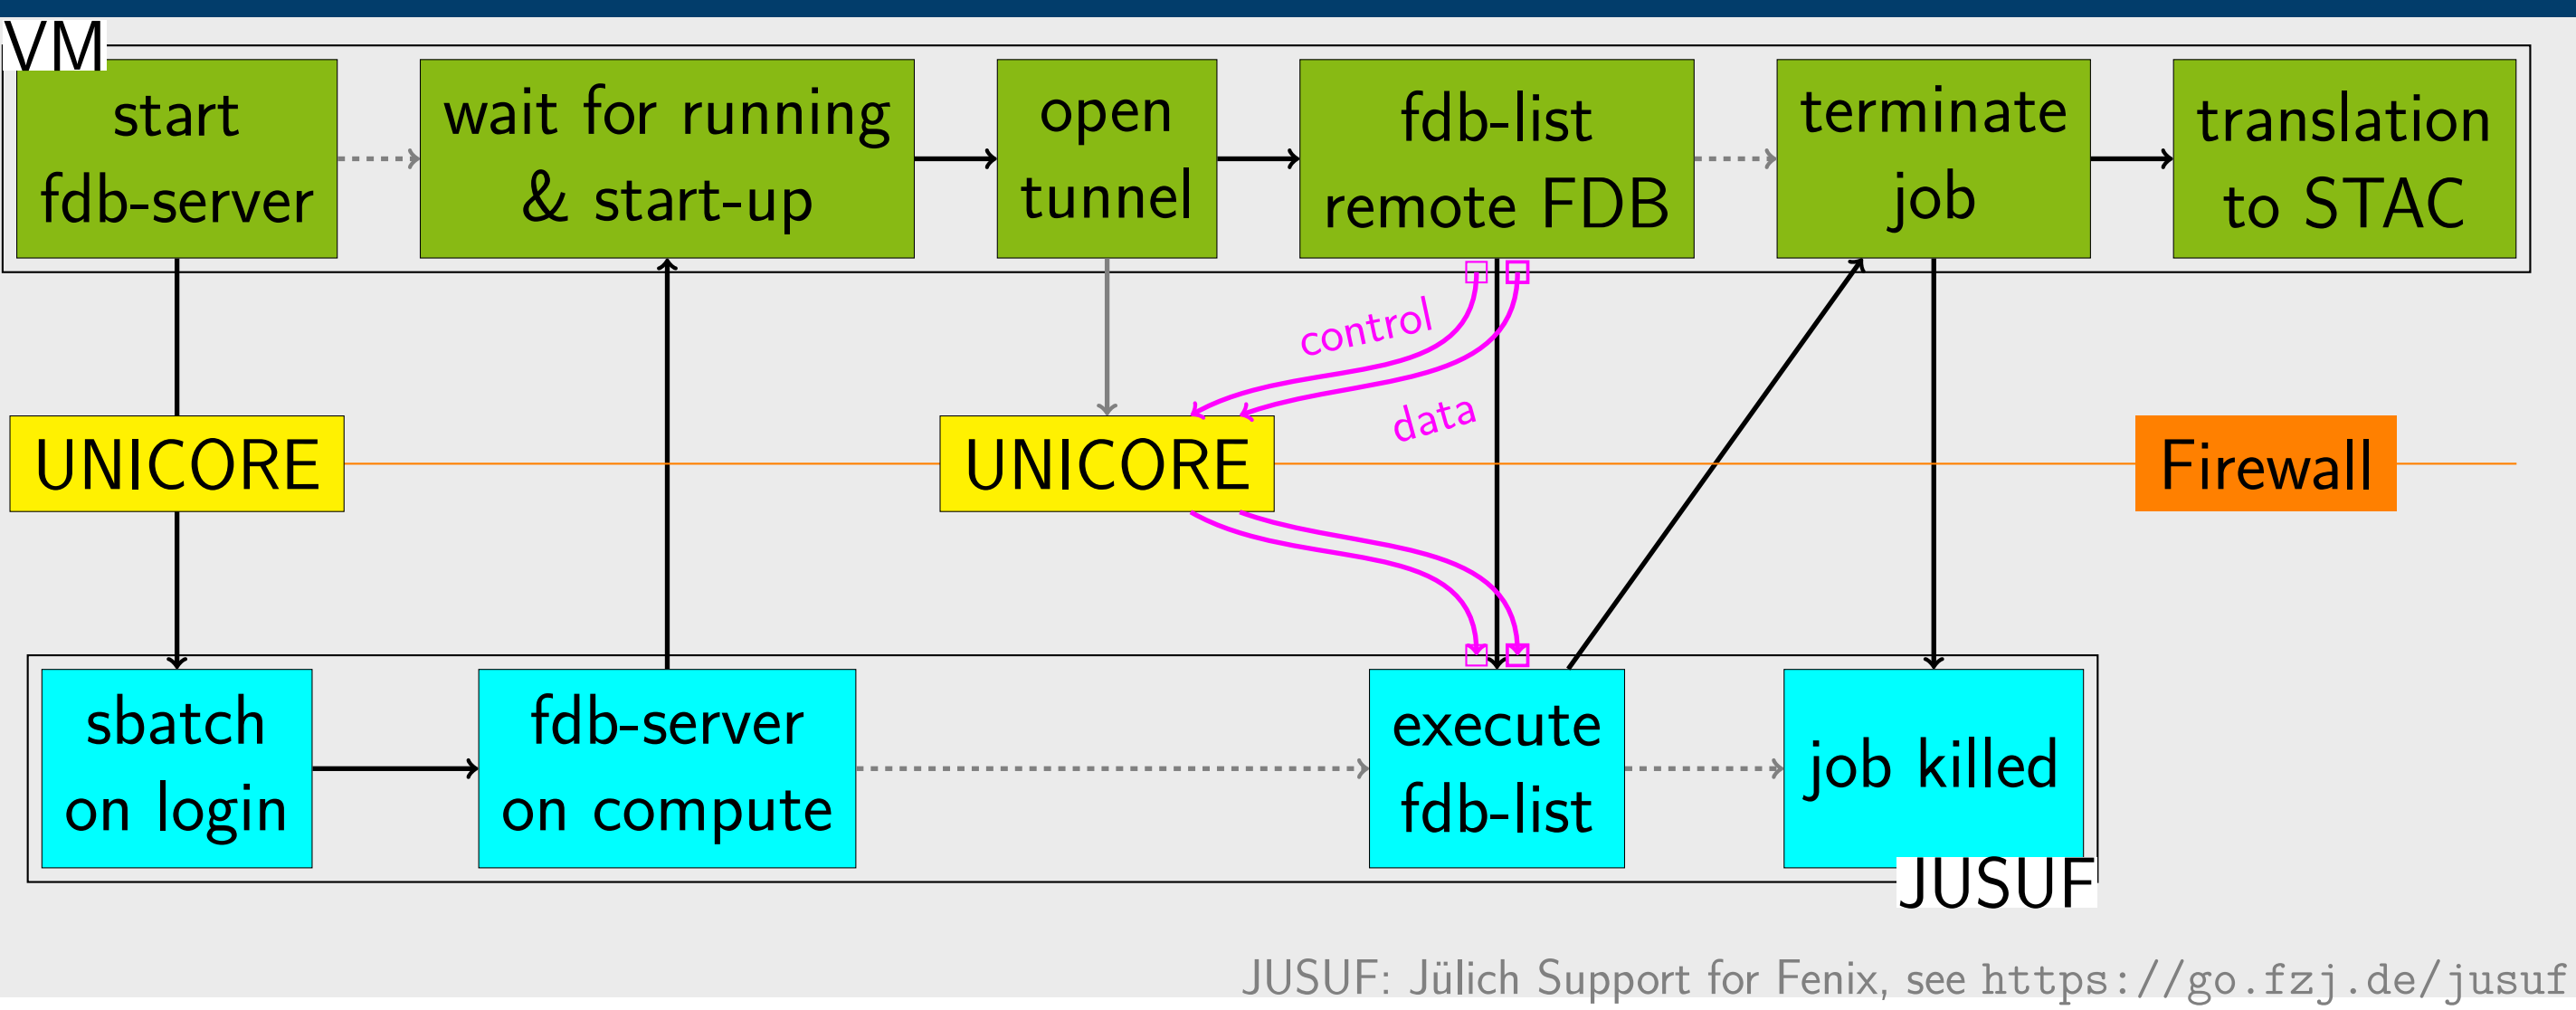 VM
start
fdb-server
wait for running
& start-up
open
tunnel
fdb-list
remote FDB
terminate
job
translation
to STAC
control
data
UNICORE
UNICORE
Firewall
sbatch
on login
fdb-server
on compute
execute
fdb-list
job killed
JUSUF
JUSUF: Jülich Support for Fenix, see https://go.fzj.de/jusuf